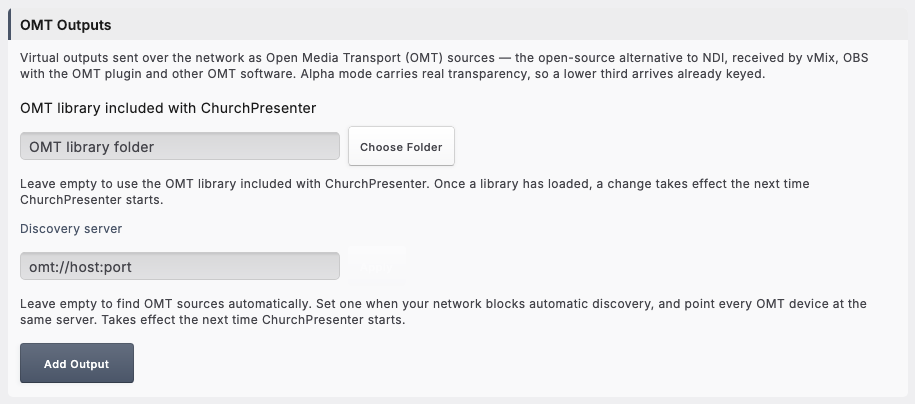 OMT Outputs
Virtual outputs sent over the network as Open Media Transport (OMT) sources — the open-source alternative to NDI, received by vMix, OBS
with the OMT plugin and other OMT software. Alpha mode carries real transparency, so a lower third arrives already keyed.
OMT library included with ChurchPresenter
OMT library folder
Choose Folder
Leave empty to use the OMT library included with ChurchPresenter. Once a library has loaded, a change takes effect the next time
ChurchPresenter starts.
Discovery server
omt://host:port
Leave empty to find OMT sources automatically. Set one when your network blocks automatic discovery, and point every OMT device at the
same server. Takes effect the next time ChurchPresenter starts.
Add Output